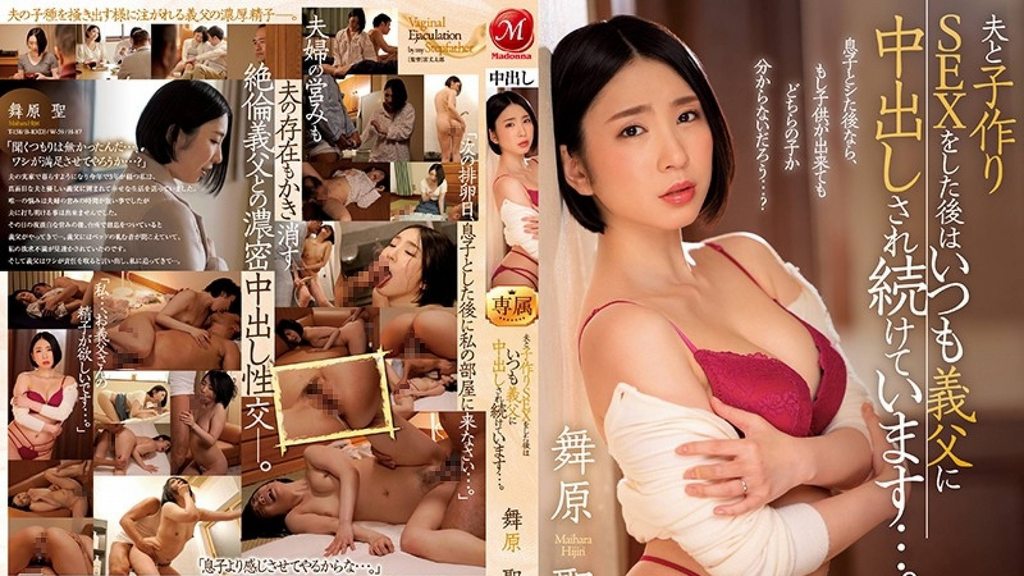 夫の子種を掻き出す様に注がれる義父の濃厚精子―。
Vaginal
Ejaculation
by my Stepfather
Madonna
夫婦の営みも
夫の存在もかき消す
絶倫義父との濃密
中出し性交―。
舞原 聖
Maihara Hijiri
「聞くつもりは無かったんだ…。
ワシが満足させてやろうか…?」
「次の排卵日、
息子とした後に私の部屋に来なさい…。」
「私…お義父さんの
精子が欲しいです…。」
「息子より感じさせてやるからな…。」
中出し
専属
夫と子作りSEXをした後は
いつも義父に
中出しされ続けています…。
舞原 聖
夫と子作り
SEXをした後は
いつも義父に
中出しされ続けています…。
息子とシた後なら、
もし子供が出来ても
どちらの子か
分からないだろう…?
舞原 聖
Maihara
Hijiri